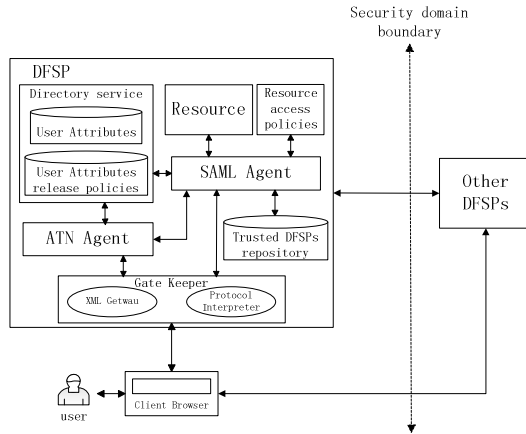 Security domain
boundary
DFSP
Directory service
User Attributes
User Attributes
release policies
Resource
Resource
access
policies
SAML Agent
Other
DFSPs
ATN Agent
Trusted DFSPs
repository
Gate Keeper
XML Getwau
Protocol
Interpreter
Client Browser
user